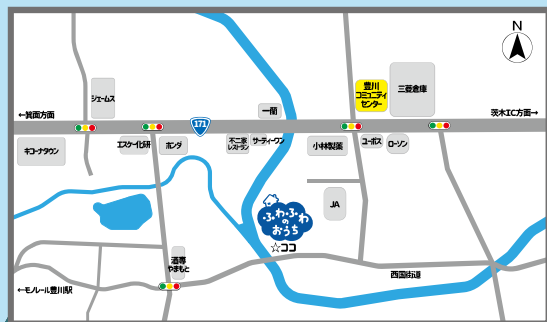 N
ジェームス
豊川
コミュニティ
センター
三菱倉庫
←箕面方面
171
一蘭
茨木IC方面→
キコーナタウン
エスケイ化研
ホンダ
不二家
レストラン
サーティーワン
小林製薬
ユーポス
ローソン
JA
ふわふわ
の
おうち
☆ココ
酒専
やまもと
西国街道
←モノレール豊川駅